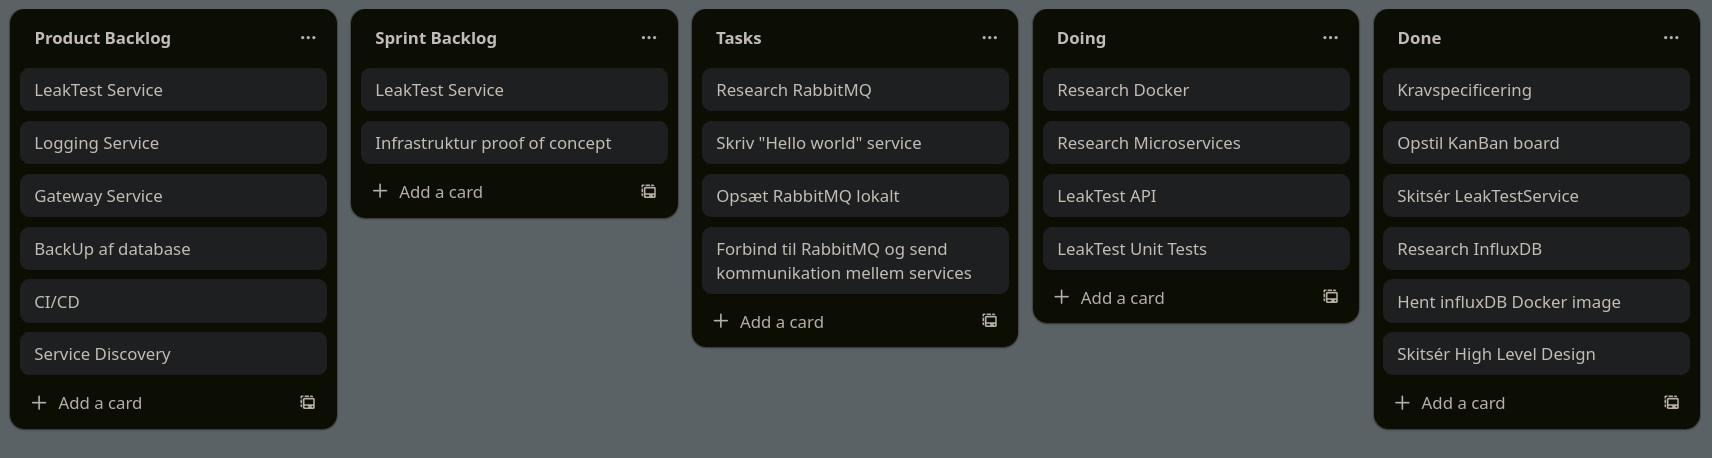 Product Backlog
LeakTest Service
Logging Service
Gateway Service
BackUp af database
CI/CD
Service Discovery
Add a card
Sprint Backlog
LeakTest Service
Infrastruktur proof of concept
Add a card
Tasks
Research RabbitMQ
Skriv "Hello world" service
Opsæt RabbitMQ lokalt
Forbind til RabbitMQ og send
kommunikation mellem services
Add a card
Doing
Research Docker
Research Microservices
LeakTest API
LeakTest Unit Tests
Add a card
Done
Kravspecificering
Opstil KanBan board
Skitsér LeakTestService
Research InfluxDB
Hent influxDB Docker image
Skitsér High Level Design
Add a card